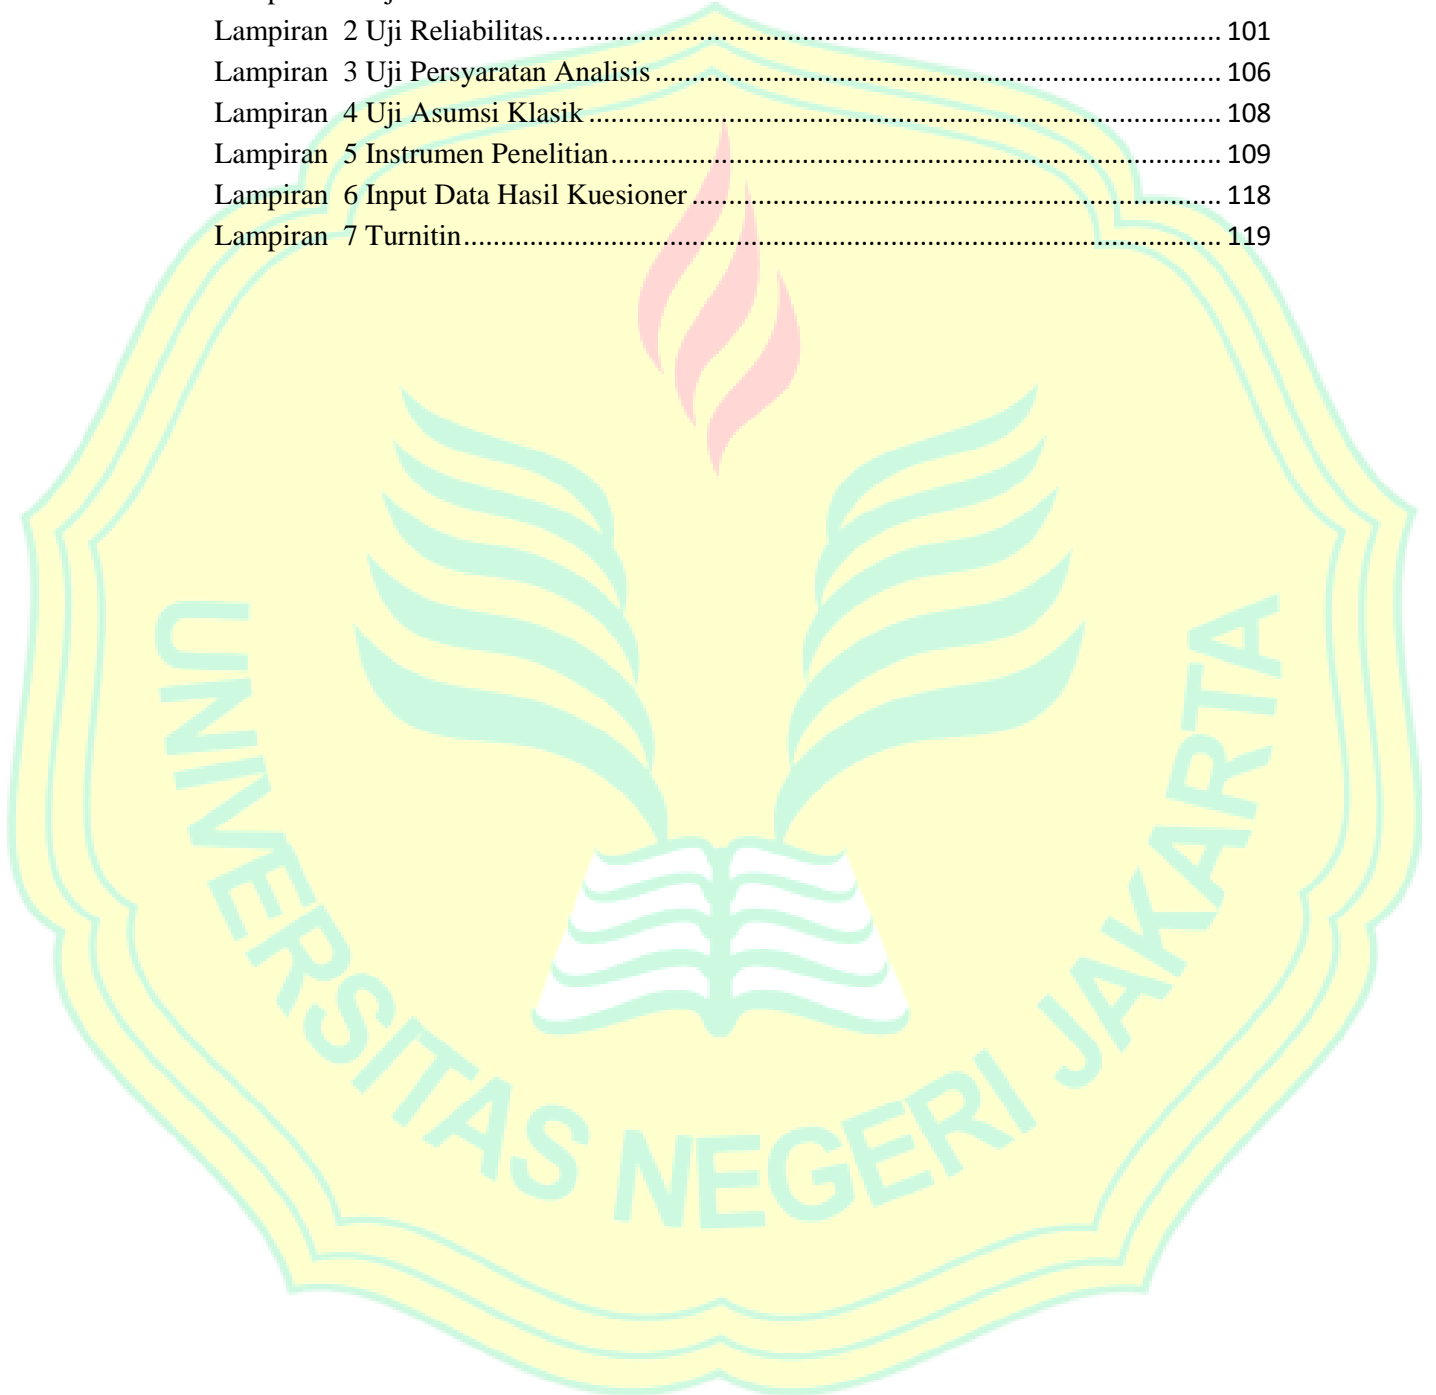 Lampiran  2 Uji Reliabilitas............................................................................................ 101
Lampiran  3 Uji Persyaratan Analisis............................................................................. 106
Lampiran  4 Uji Asumsi Klasik...................................................................................... 108
Lampiran  5 Instrumen Penelitian................................................................................... 109
Lampiran  6 Input Data Hasil Kuesioner........................................................................ 118
Lampiran  7 Turnitin....................................................................................................... 119
UNIVERSITAS NEGERI JAKARTA